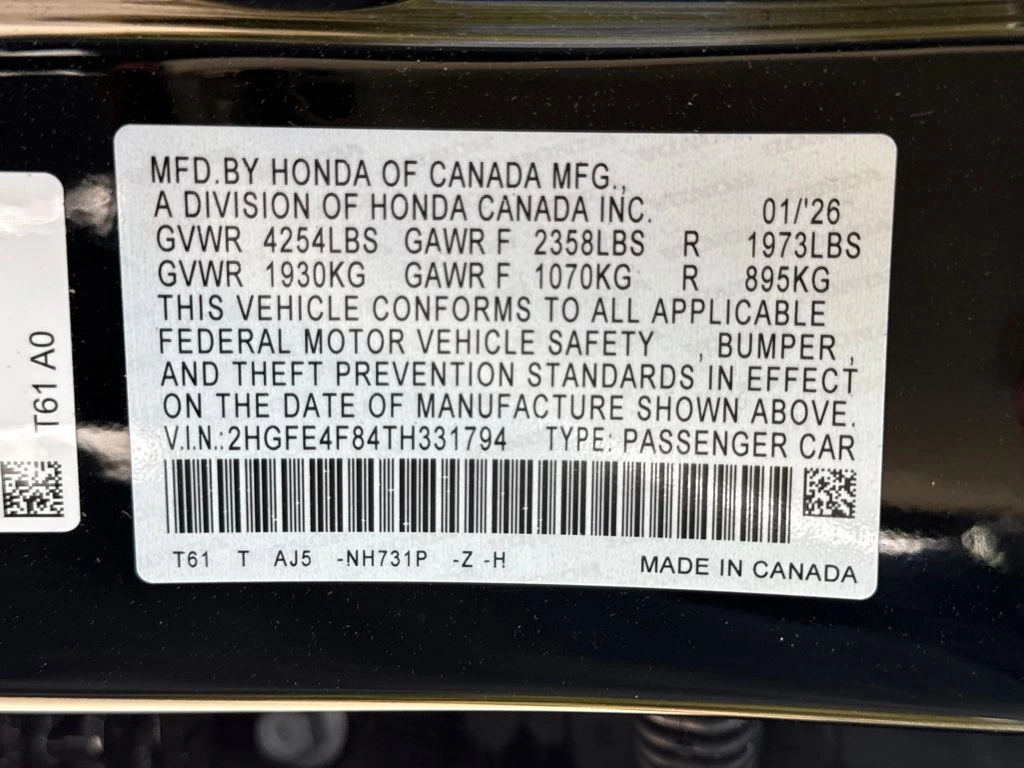 MFD.BY HONDA OF CANADA MFG.,
A DIVISION OF HONDA CANADA INC. 01/'26
GVWR 4254LBS GAWR F 2358LBS R 1973LBS
GVWR 1930KG GAWR F 1070KG R 895KG
THIS VEHICLE CONFORMS TO ALL APPLICABLE
FEDERAL MOTOR VEHICLE SAFETY , BUMPER ,
AND THEFT PREVENTION STANDARDS IN EFFECT
ON THE DATE OF MANUFACTURE SHOWN ABOVE.
V.I.N.:2HGFE4F84TH331794 TYPE: PASSENGER CAR
T61 T AJ5 -NH731P -Z -H
MADE IN CANADA
T61 A0